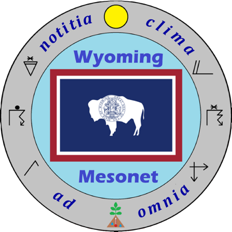 notitia clima
Wyoming
Mesonet
ad omnia